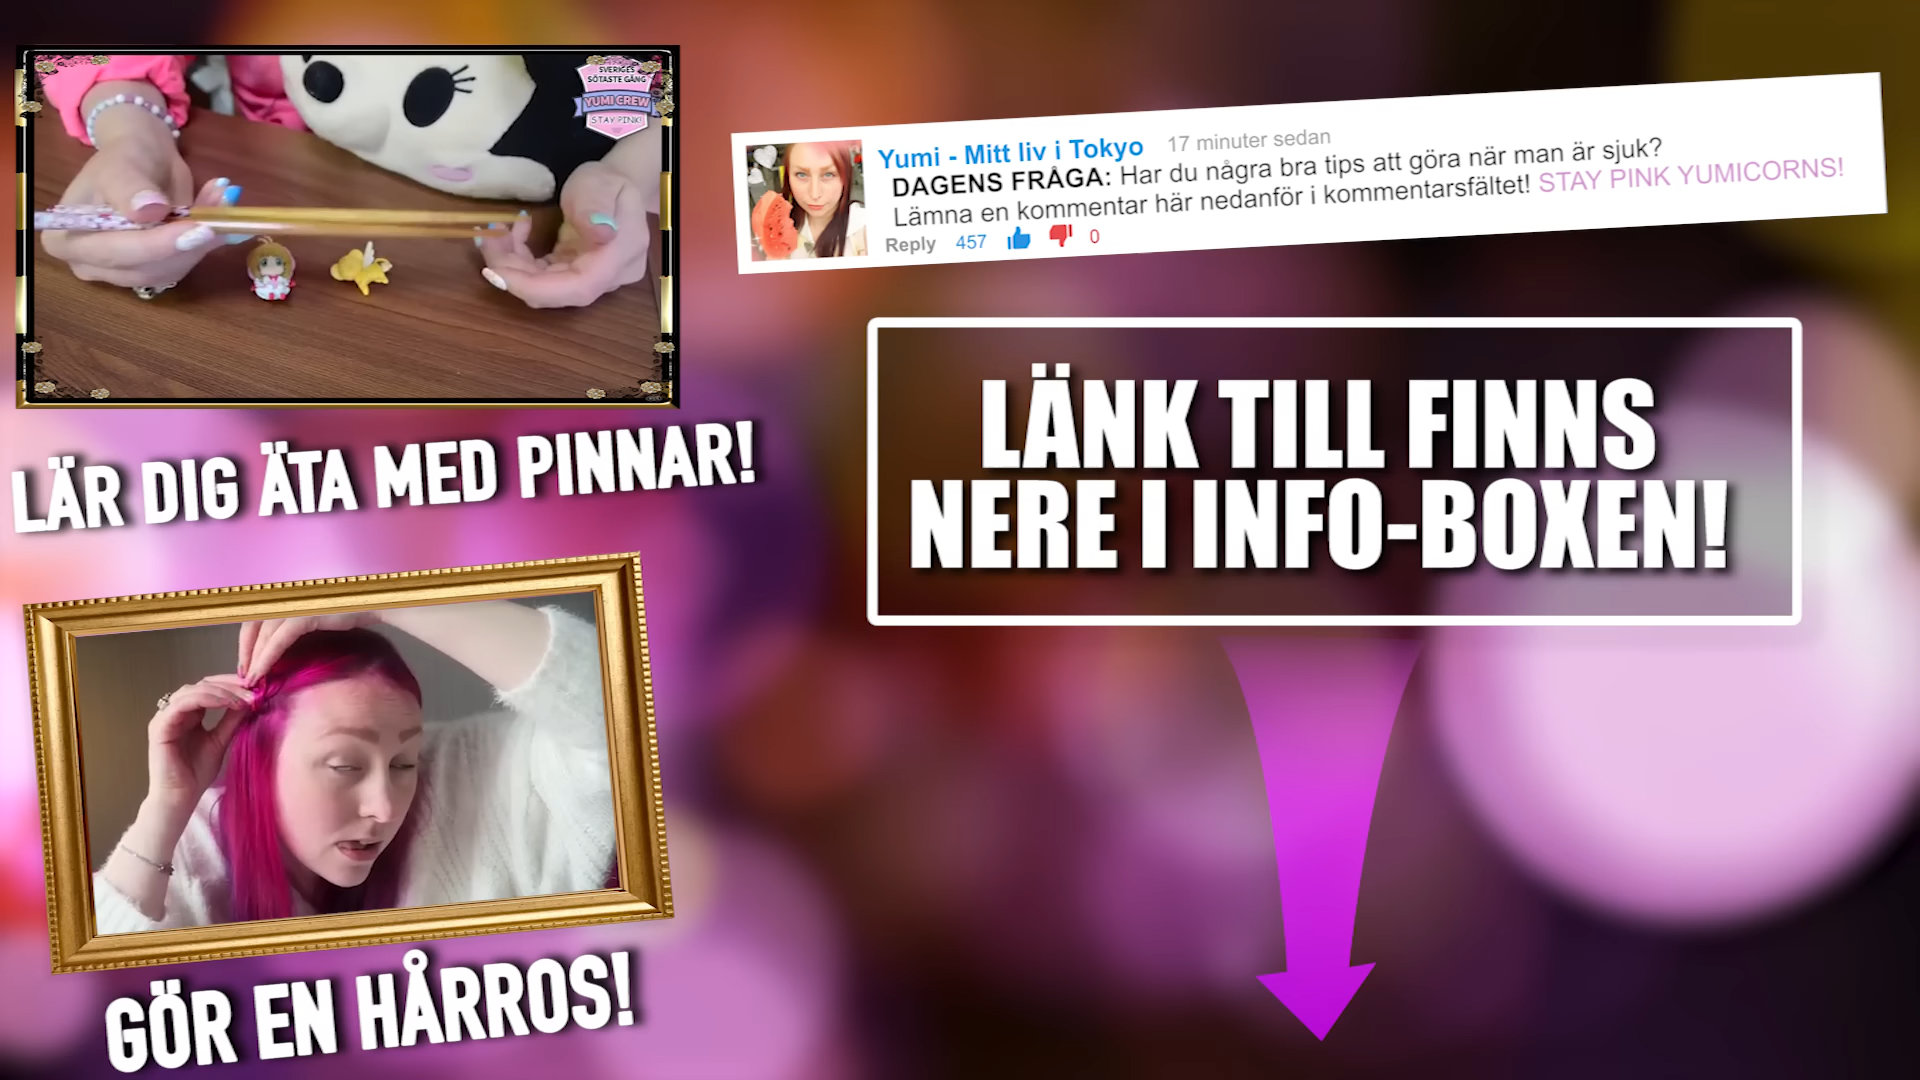 SVERIGES
SÖTASTE GÄNG
YUMI CREW
STAY PINK!
LÄR DIG ÄTA MED PINNAR!
GÖR EN HÅRROS!
Yumi - Mitt liv i Tokyo 17 minuter sedan
DAGENS FRÅGA: Har du några bra tips att göra när man är sjuk?
Lämna en kommentar här nedanför i kommentarsfältet! STAY PINK YUMICORNS!
Reply 457 0
LÄNK TILL FINNS
NERE I INFO-BOXEN!